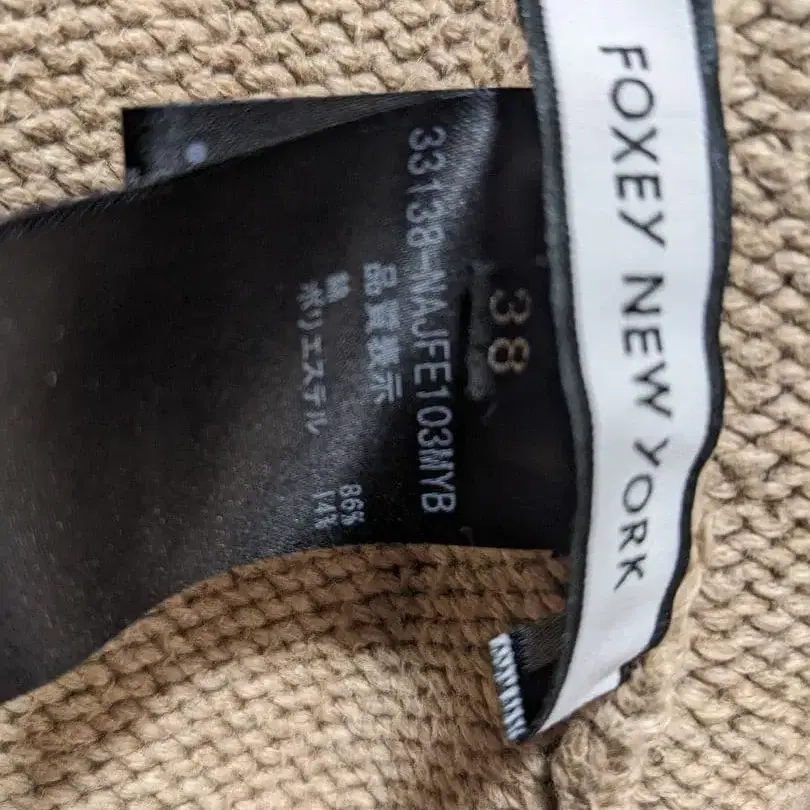 FOXEY NEW YORK
38
33138-NAJFE103MYB
品質表示
綿 86%
ポリエステル 14%